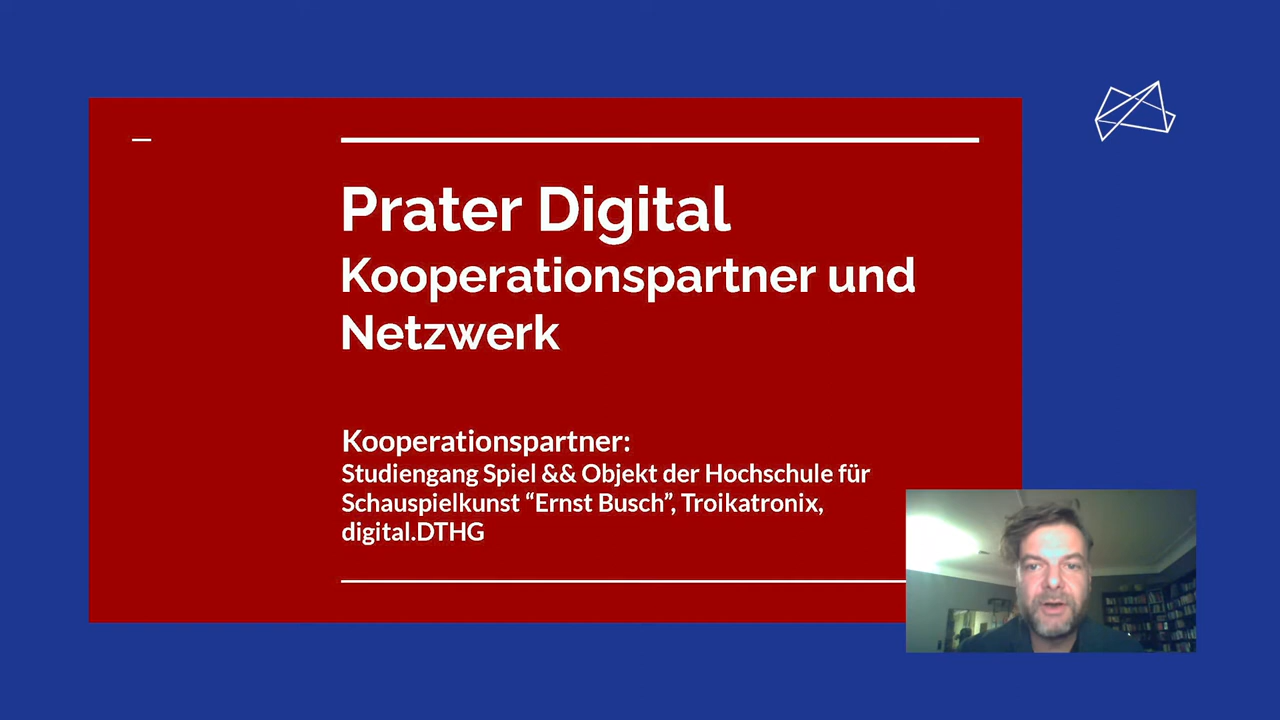 Prater Digital
Kooperationspartner und
Netzwerk
Kooperationspartner:
Studiengang Spiel && Objekt der Hochschule für
Schauspielkunst “Ernst Busch”, Troikatronix,
digital.DTHG